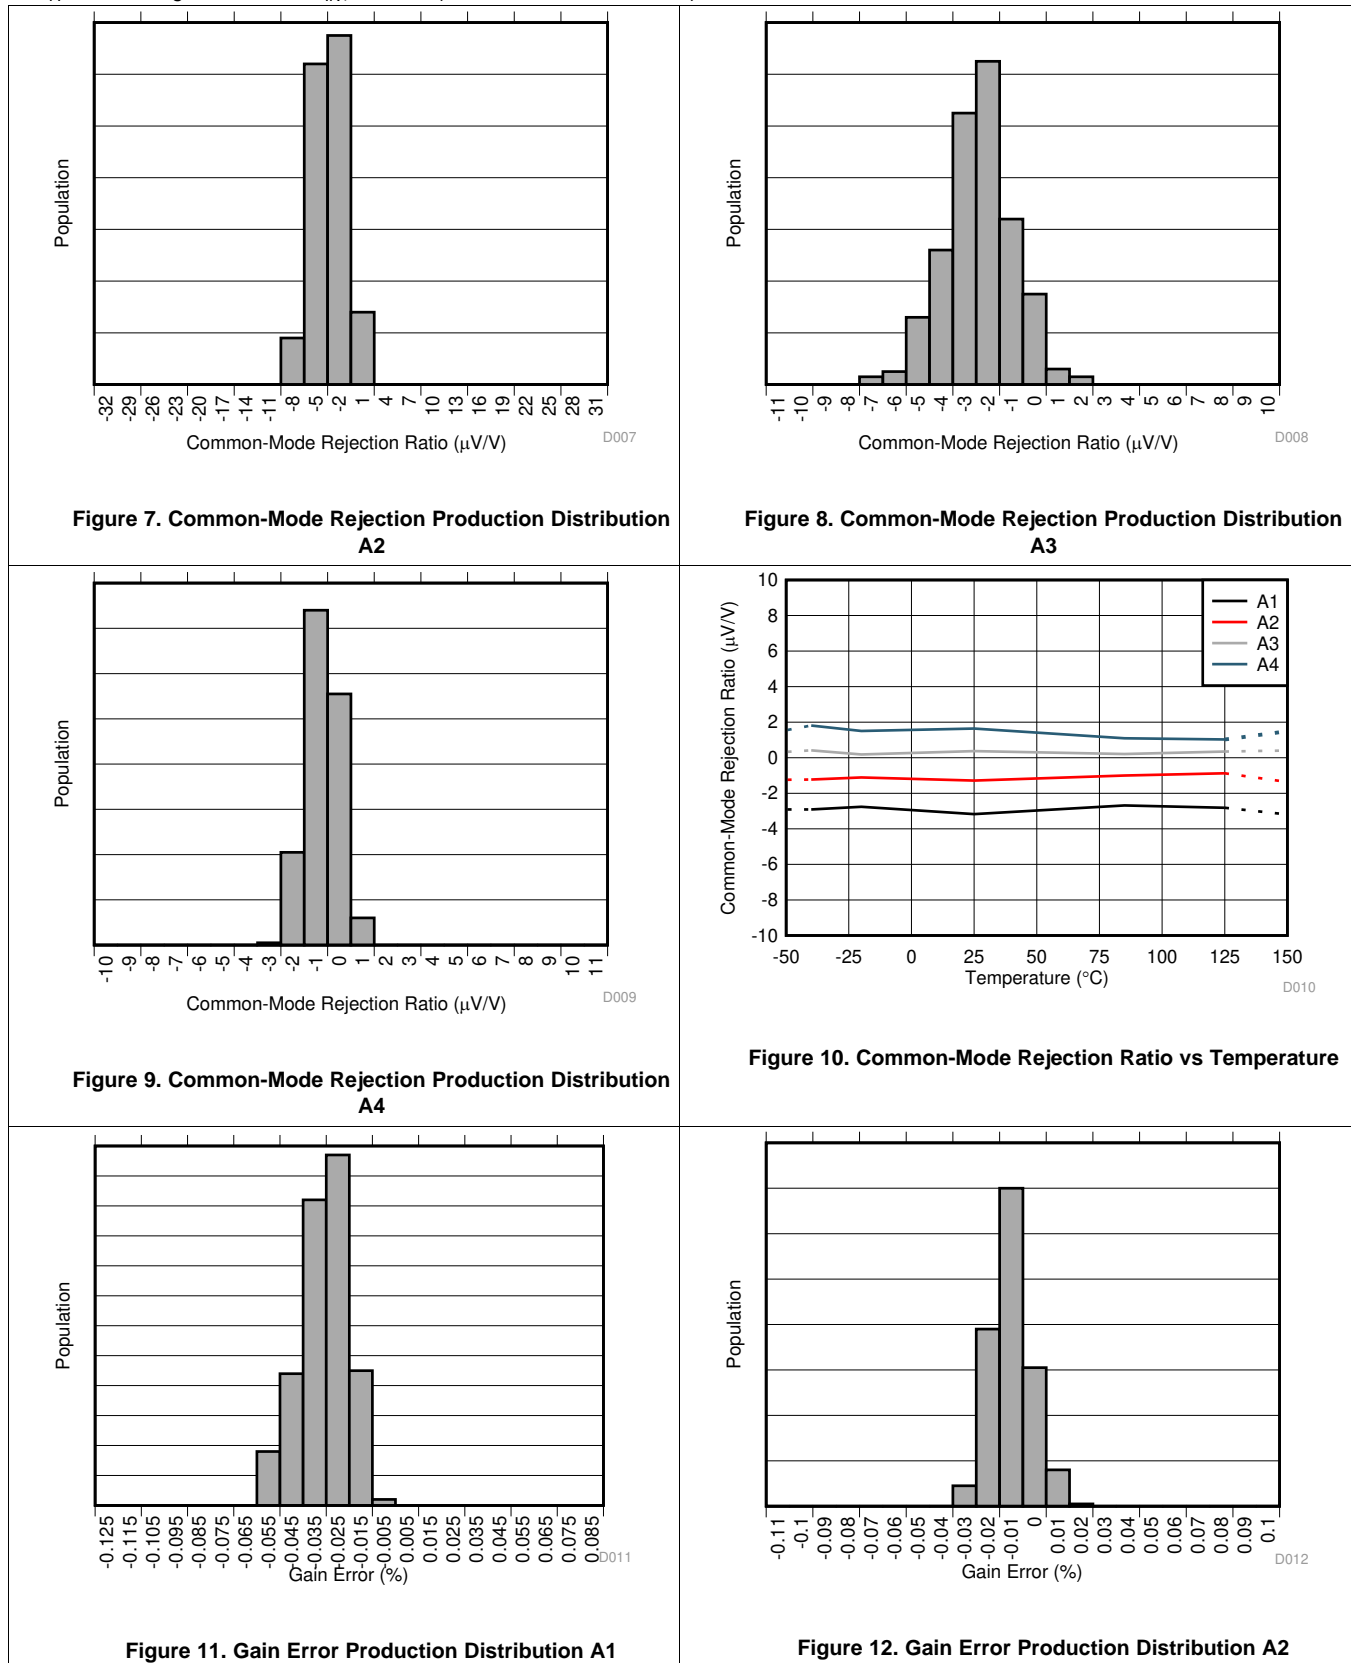 Population
-32 -29 -26 -23 -20 -17 -14 -11 -8 -5 -2 1 4 7 10 13 16 19 22 25 28 31
Common-Mode Rejection Ratio (µV/V)
D007
Figure 7. Common-Mode Rejection Production Distribution
A2
Population
-11 -10 -9 -8 -7 -6 -5 -4 -3 -2 -1 0 1 2 3 4 5 6 7 8 9 10
Common-Mode Rejection Ratio (µV/V)
D008
Figure 8. Common-Mode Rejection Production Distribution
A3
Population
-10 -9 -8 -7 -6 -5 -4 -3 -2 -1 0 1 2 3 4 5 6 7 8 9 10 11
Common-Mode Rejection Ratio (µV/V)
D009
Figure 9. Common-Mode Rejection Production Distribution
A4
Common-Mode Rejection Ratio (µV/V)
10
8
6
4
2
0
-2
-4
-6
-8
-10
A1
A2
A3
A4
-50 -25 0 25 50 75 100 125 150
Temperature (°C)
D010
Figure 10. Common-Mode Rejection Ratio vs Temperature
Population
-0.125 -0.115 -0.105 -0.095 -0.085 -0.075 -0.065 -0.055 -0.045 -0.035 -0.025 -0.015 -0.005 0.005 0.015 0.025 0.035 0.045 0.055 0.065 0.075 0.085
Gain Error (%)
D011
Figure 11. Gain Error Production Distribution A1
Population
-0.11 -0.1 -0.09 -0.08 -0.07 -0.06 -0.05 -0.04 -0.03 -0.02 -0.01 0 0.01 0.02 0.03 0.04 0.05 0.06 0.07 0.08 0.09 0.1
Gain Error (%)
D012
Figure 12. Gain Error Production Distribution A2